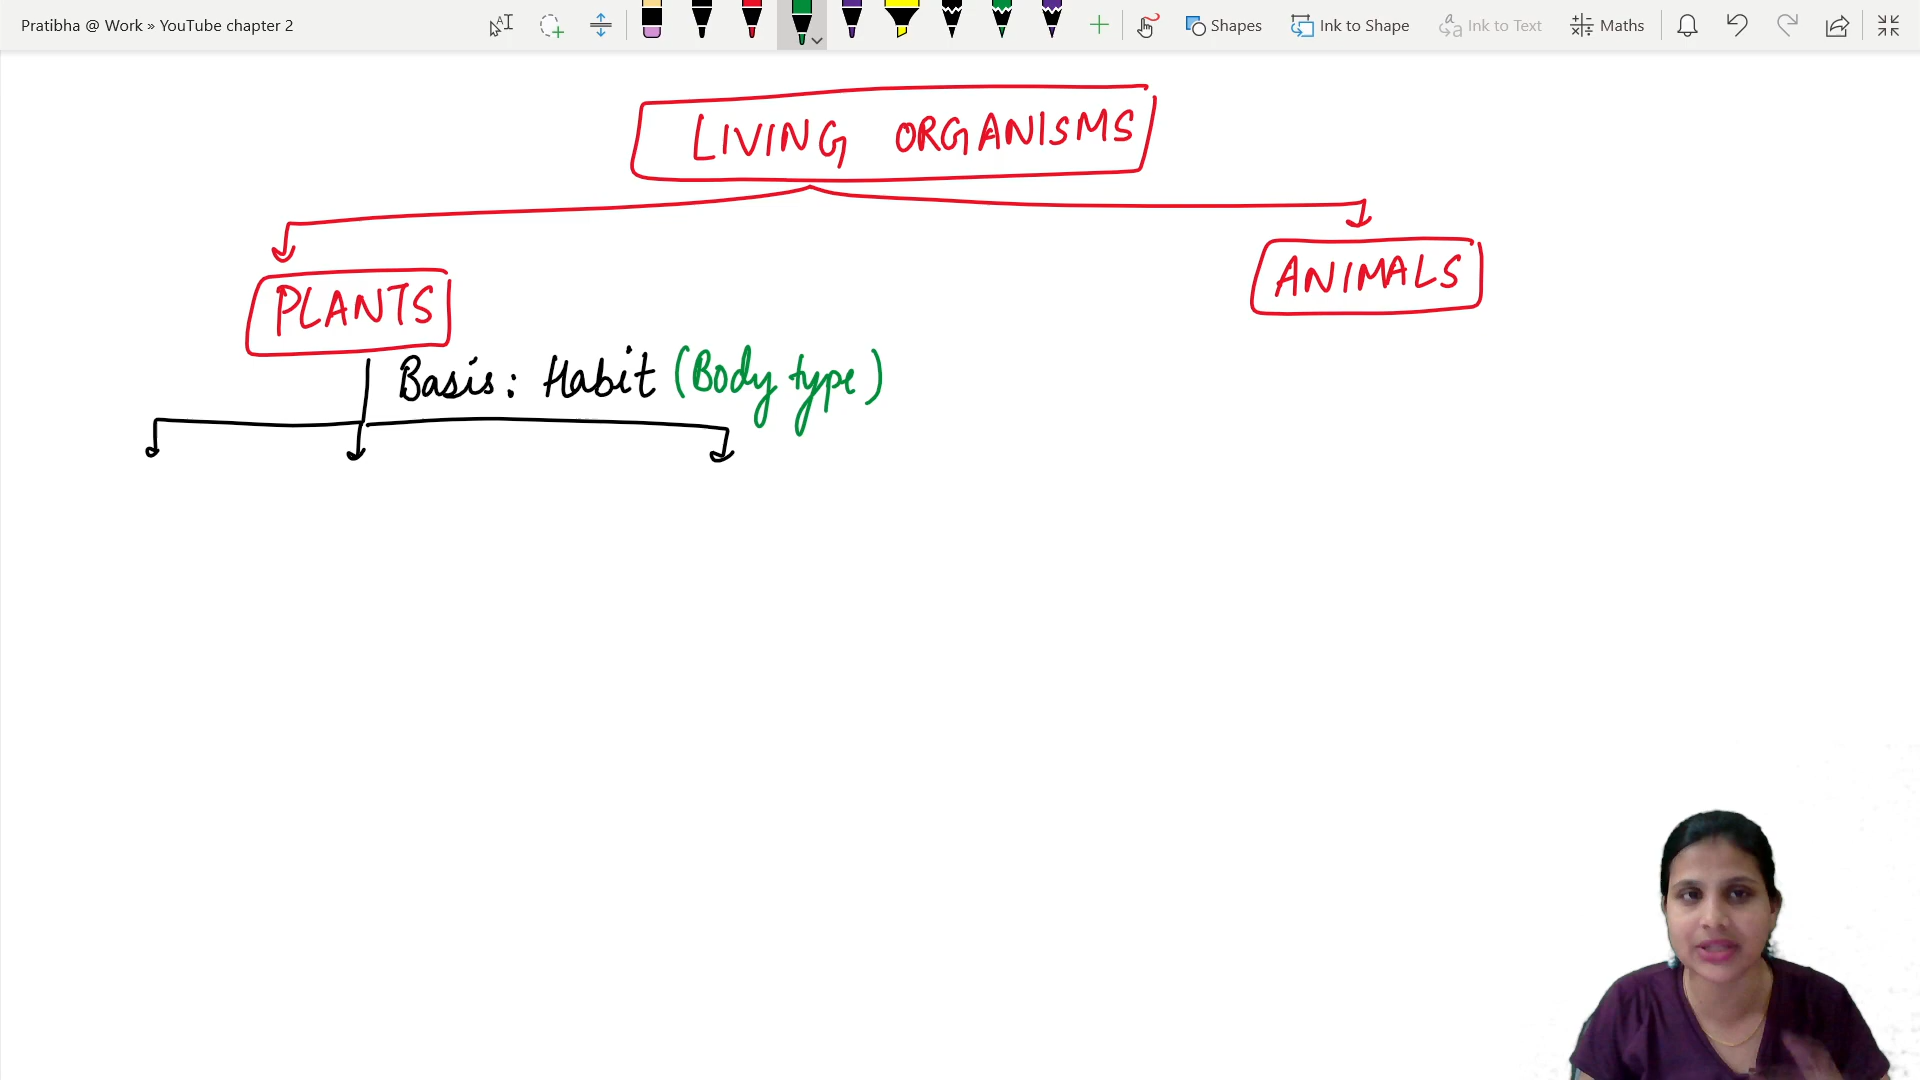 Pratibha @ Work » YouTube chapter 2
Shapes
Ink to Shape
Ink to Text
Maths
LIVING ORGANISMS
PLANTS
ANIMALS
Basis: Habit (Body type)